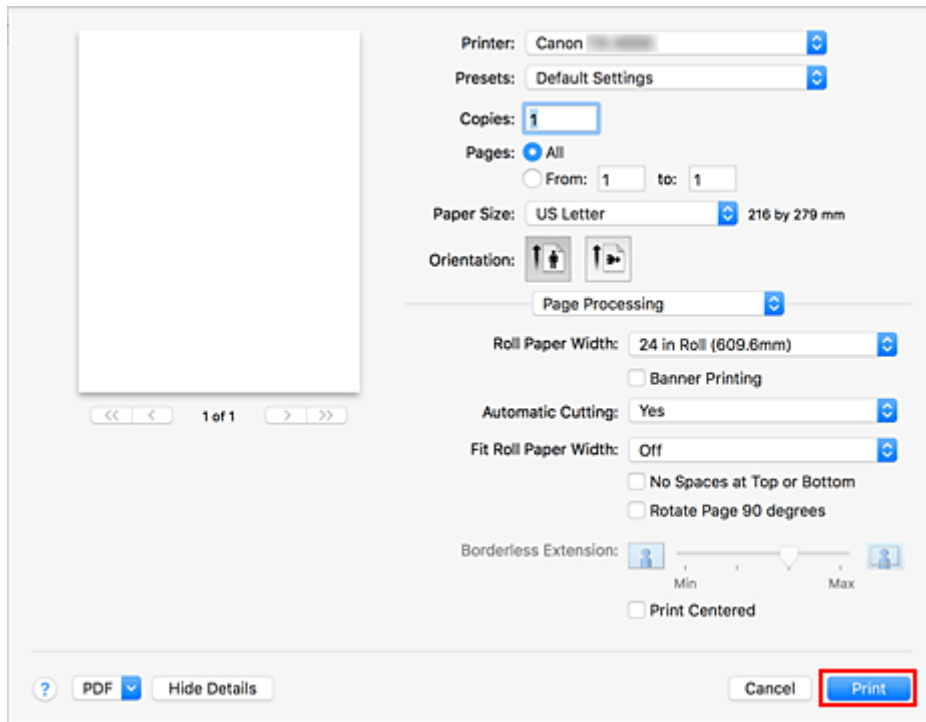 Printer: Canon
Presets: Default Settings
Copies: 1
Pages: All
From: 1 to: 1
Paper Size: US Letter 216 by 279 mm
Orientation:
Page Processing
Roll Paper Width: 24 in Roll (609.6mm)
Banner Printing
<< < 1 of 1 > >>
Automatic Cutting: Yes
Fit Roll Paper Width: Off
No Spaces at Top or Bottom
Rotate Page 90 degrees
Borderless Extension:
Min Max
Print Centered
? PDF Hide Details Cancel Print